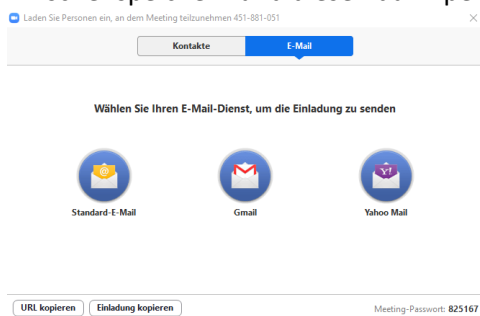 Laden Sie Personen ein, an dem Meeting teilzunehmen 451-881-051
Kontakte E-Mail
Wählen Sie Ihren E-Mail-Dienst, um die Einladung zu senden
Standard-E-Mail Gmail Yahoo Mail
URL kopieren Einladung kopieren Meeting-Passwort: 825167